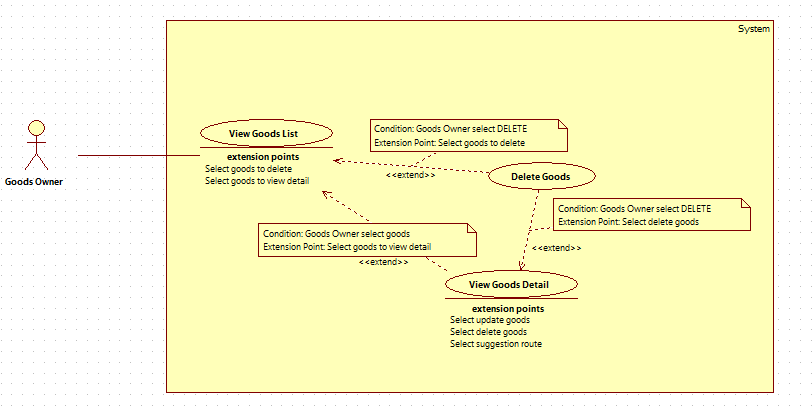 System
Goods Owner
View Goods List
extension points
Select goods to delete
Select goods to view detail
Condition: Goods Owner select DELETE
Extension Point: Select goods to delete
<<extend>>
Delete Goods
Condition: Goods Owner select DELETE
Extension Point: Select delete goods
<<extend>>
Condition: Goods Owner select goods
Extension Point: Select goods to view detail
<<extend>>
View Goods Detail
extension points
Select update goods
Select delete goods
Select suggestion route